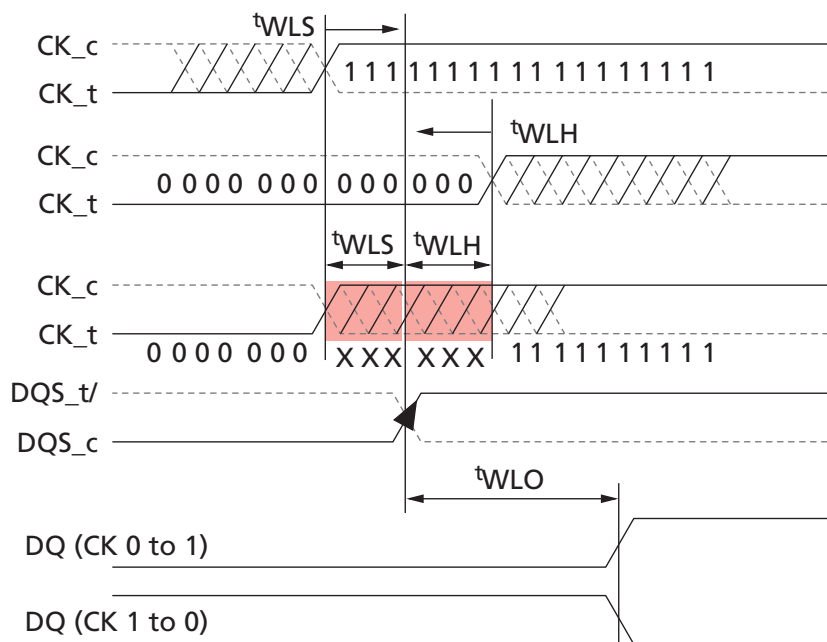 tWLS
CK_c
1 1 1 1 1 1 1 1 1 1 1 1 1 1 1 1 1
CK_t
tWLH
CK_c
0 0 0 0 0 0 0 0 0 0 0 0 0
CK_t
tWLS tWLH
CK_c
CK_t
0 0 0 0 0 0 0 X X X X X X 1 1 1 1 1 1 1 1 1 1
DQS_t/
DQS_c
tWLO
DQ (CK 0 to 1)
DQ (CK 1 to 0)